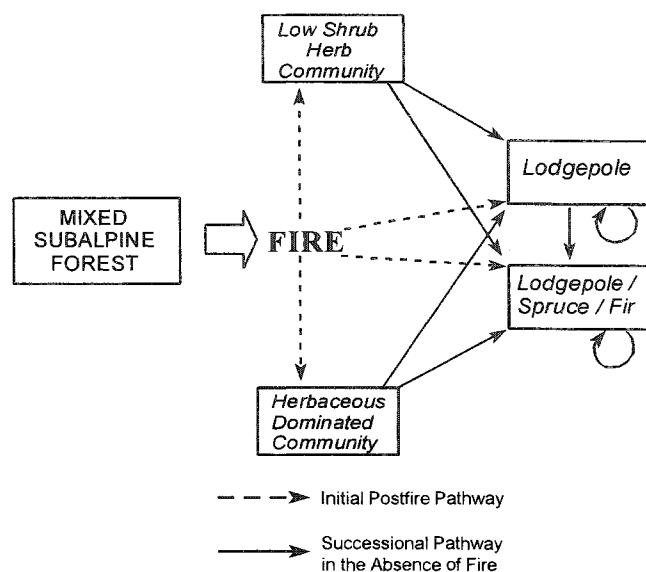 Low Shrub
Herb
Community
Lodgepole
MIXED
SUBALPINE
FOREST
FIRE
Lodgepole /
Spruce / Fir
Herbaceous
Dominated
Community
Initial Postfire Pathway
Successional Pathway
in the Absence of Fire